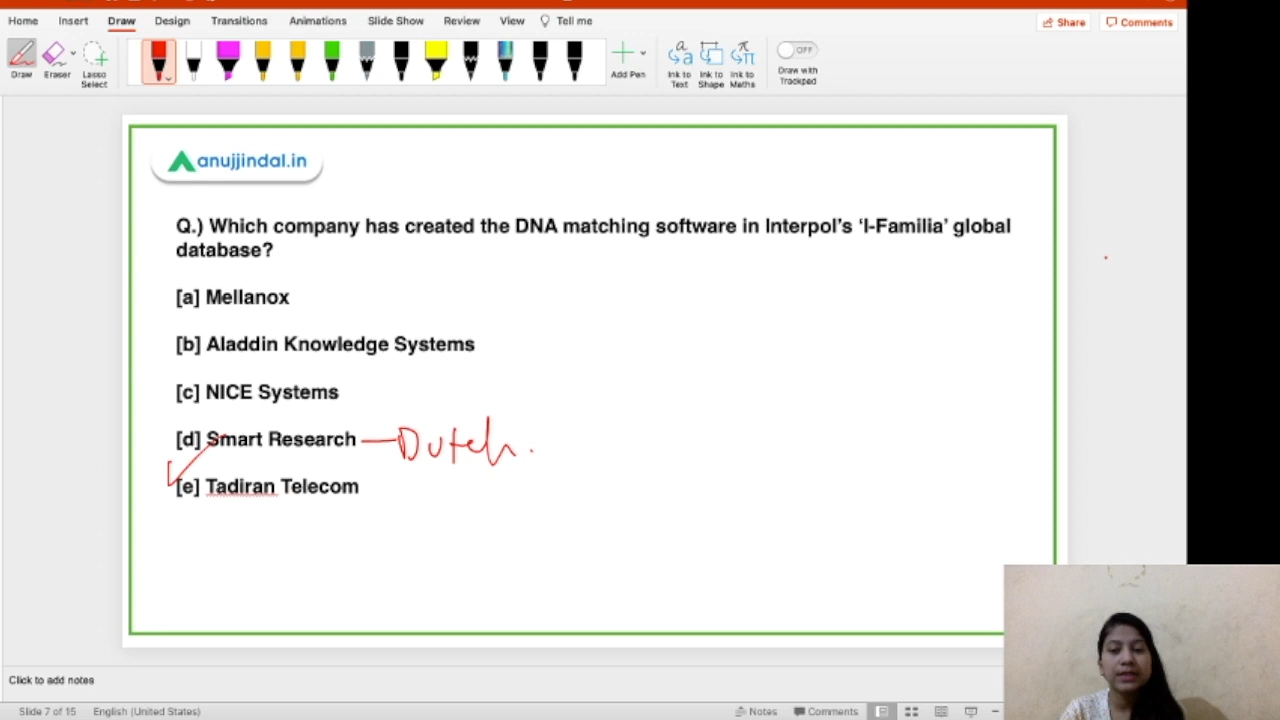 Home Insert Draw Design Transitions Animations Slide Show Review View Tell me Share Comments
Draw Eraser Lasso Select Add Pen Ink to Text Ink to Shape Ink to Maths OFF Draw with Trackpad
anujjindal.in
Q.) Which company has created the DNA matching software in Interpol's 'I-Familia' global
database?
[a] Mellanox
[b] Aladdin Knowledge Systems
[c] NICE Systems
[d] Smart Research — Dutch.
[e] Tadiran Telecom
Click to add notes
Slide 7 of 15 English (United States) Notes Comments